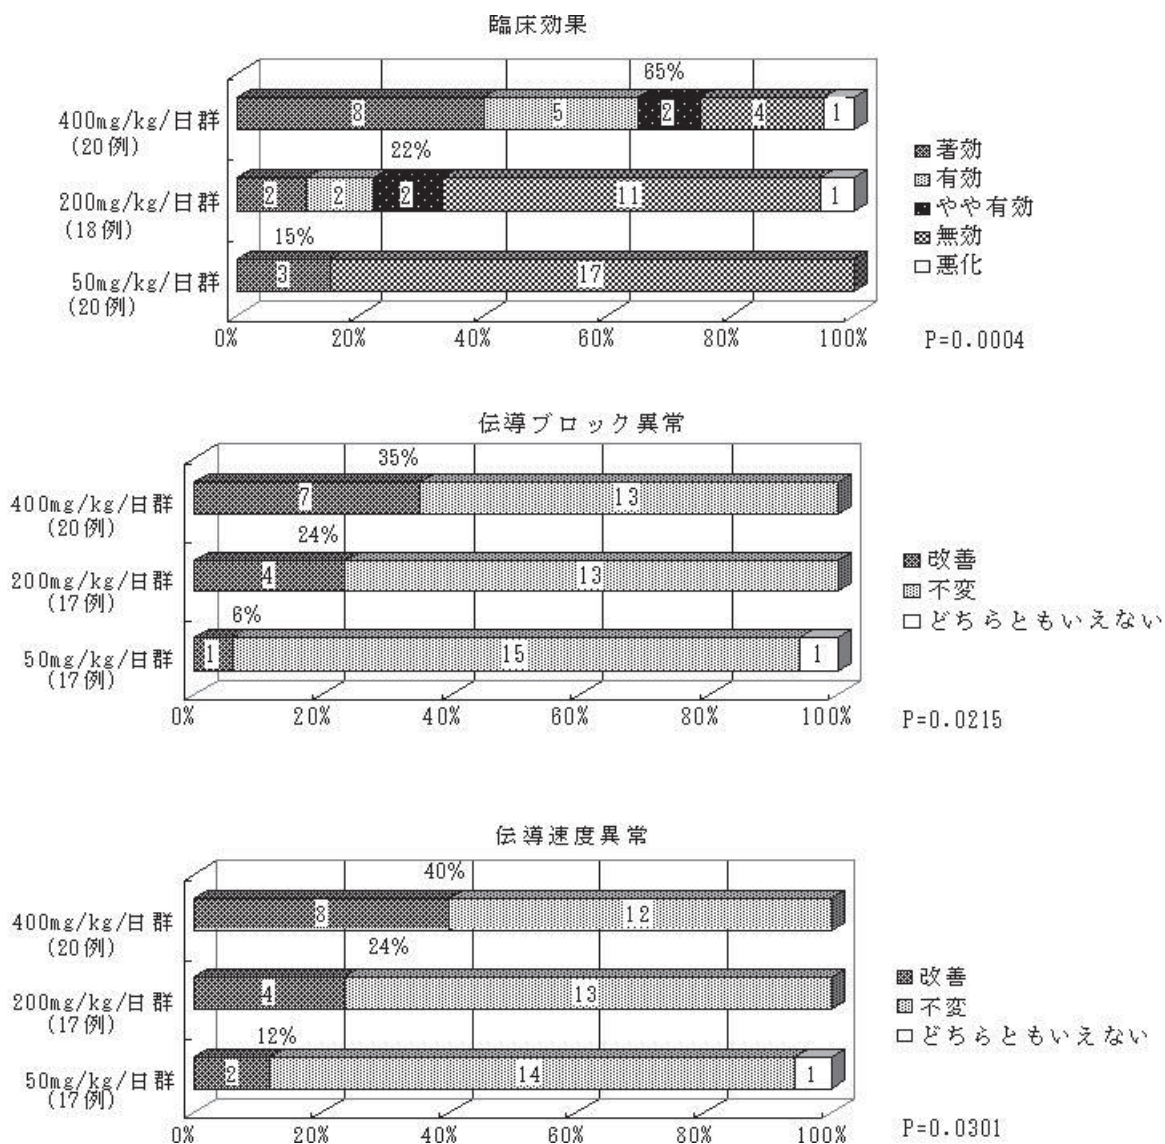 臨床効果
65%
400mg/kg/日群
(20例)
8 5 2 4 1
22%
200mg/kg/日群
(18例)
2 2 2 11 1
15%
50mg/kg/日群
(20例)
3 17
0% 20% 40% 60% 80% 100%
著効
有効
やや有効
無効
悪化
P=0.0004
伝導ブロック異常
35%
400mg/kg/日群
(20例)
7 13
24%
200mg/kg/日群
(17例)
4 13
6%
50mg/kg/日群
(17例)
1 15 1
0% 20% 40% 60% 80% 100%
改善
不変
どちらともいえない
P=0.0215
伝導速度異常
40%
400mg/kg/日群
(20例)
8 12
24%
200mg/kg/日群
(17例)
4 13
12%
50mg/kg/日群
(17例)
2 14 1
0% 20% 40% 60% 80% 100%
改善
不変
どちらともいえない
P=0.0301